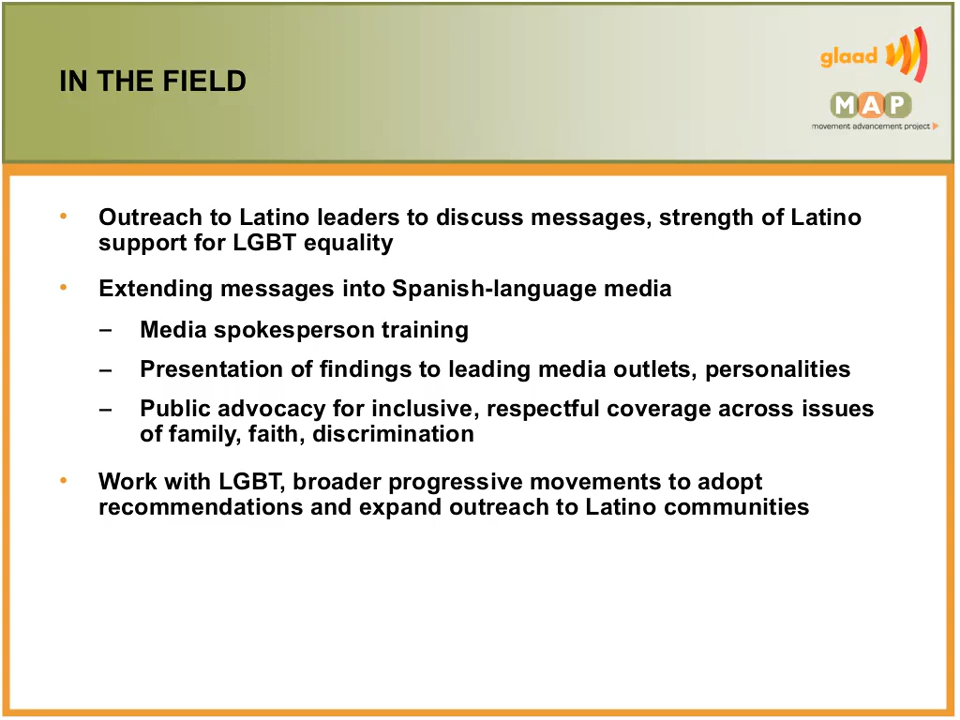 IN THE FIELD
glaad
MAP
movement advancement project
• Outreach to Latino leaders to discuss messages, strength of Latino
support for LGBT equality
• Extending messages into Spanish-language media
– Media spokesperson training
– Presentation of findings to leading media outlets, personalities
– Public advocacy for inclusive, respectful coverage across issues
of family, faith, discrimination
• Work with LGBT, broader progressive movements to adopt
recommendations and expand outreach to Latino communities